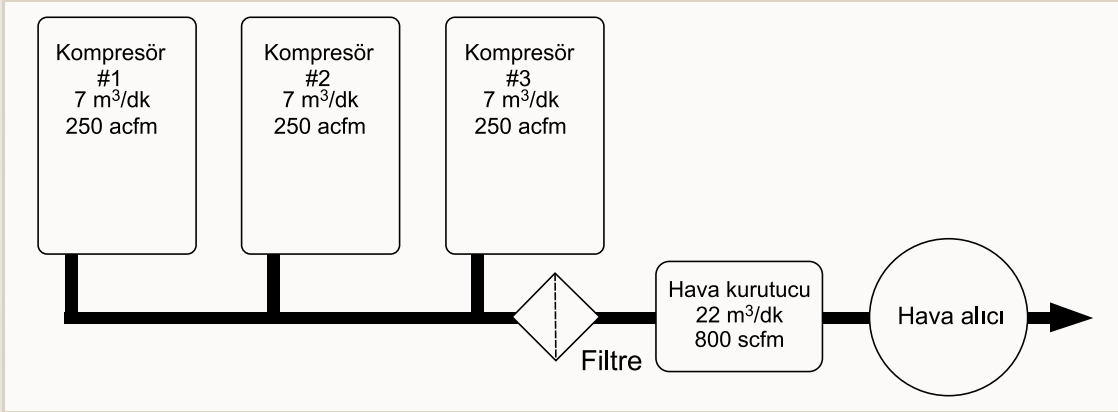 Kompresör
#1
7 m³/dk
250 acfm
Kompresör
#2
7 m³/dk
250 acfm
Kompresör
#3
7 m³/dk
250 acfm
Filtre
Hava kurutucu
22 m³/dk
800 scfm
Hava alıcı